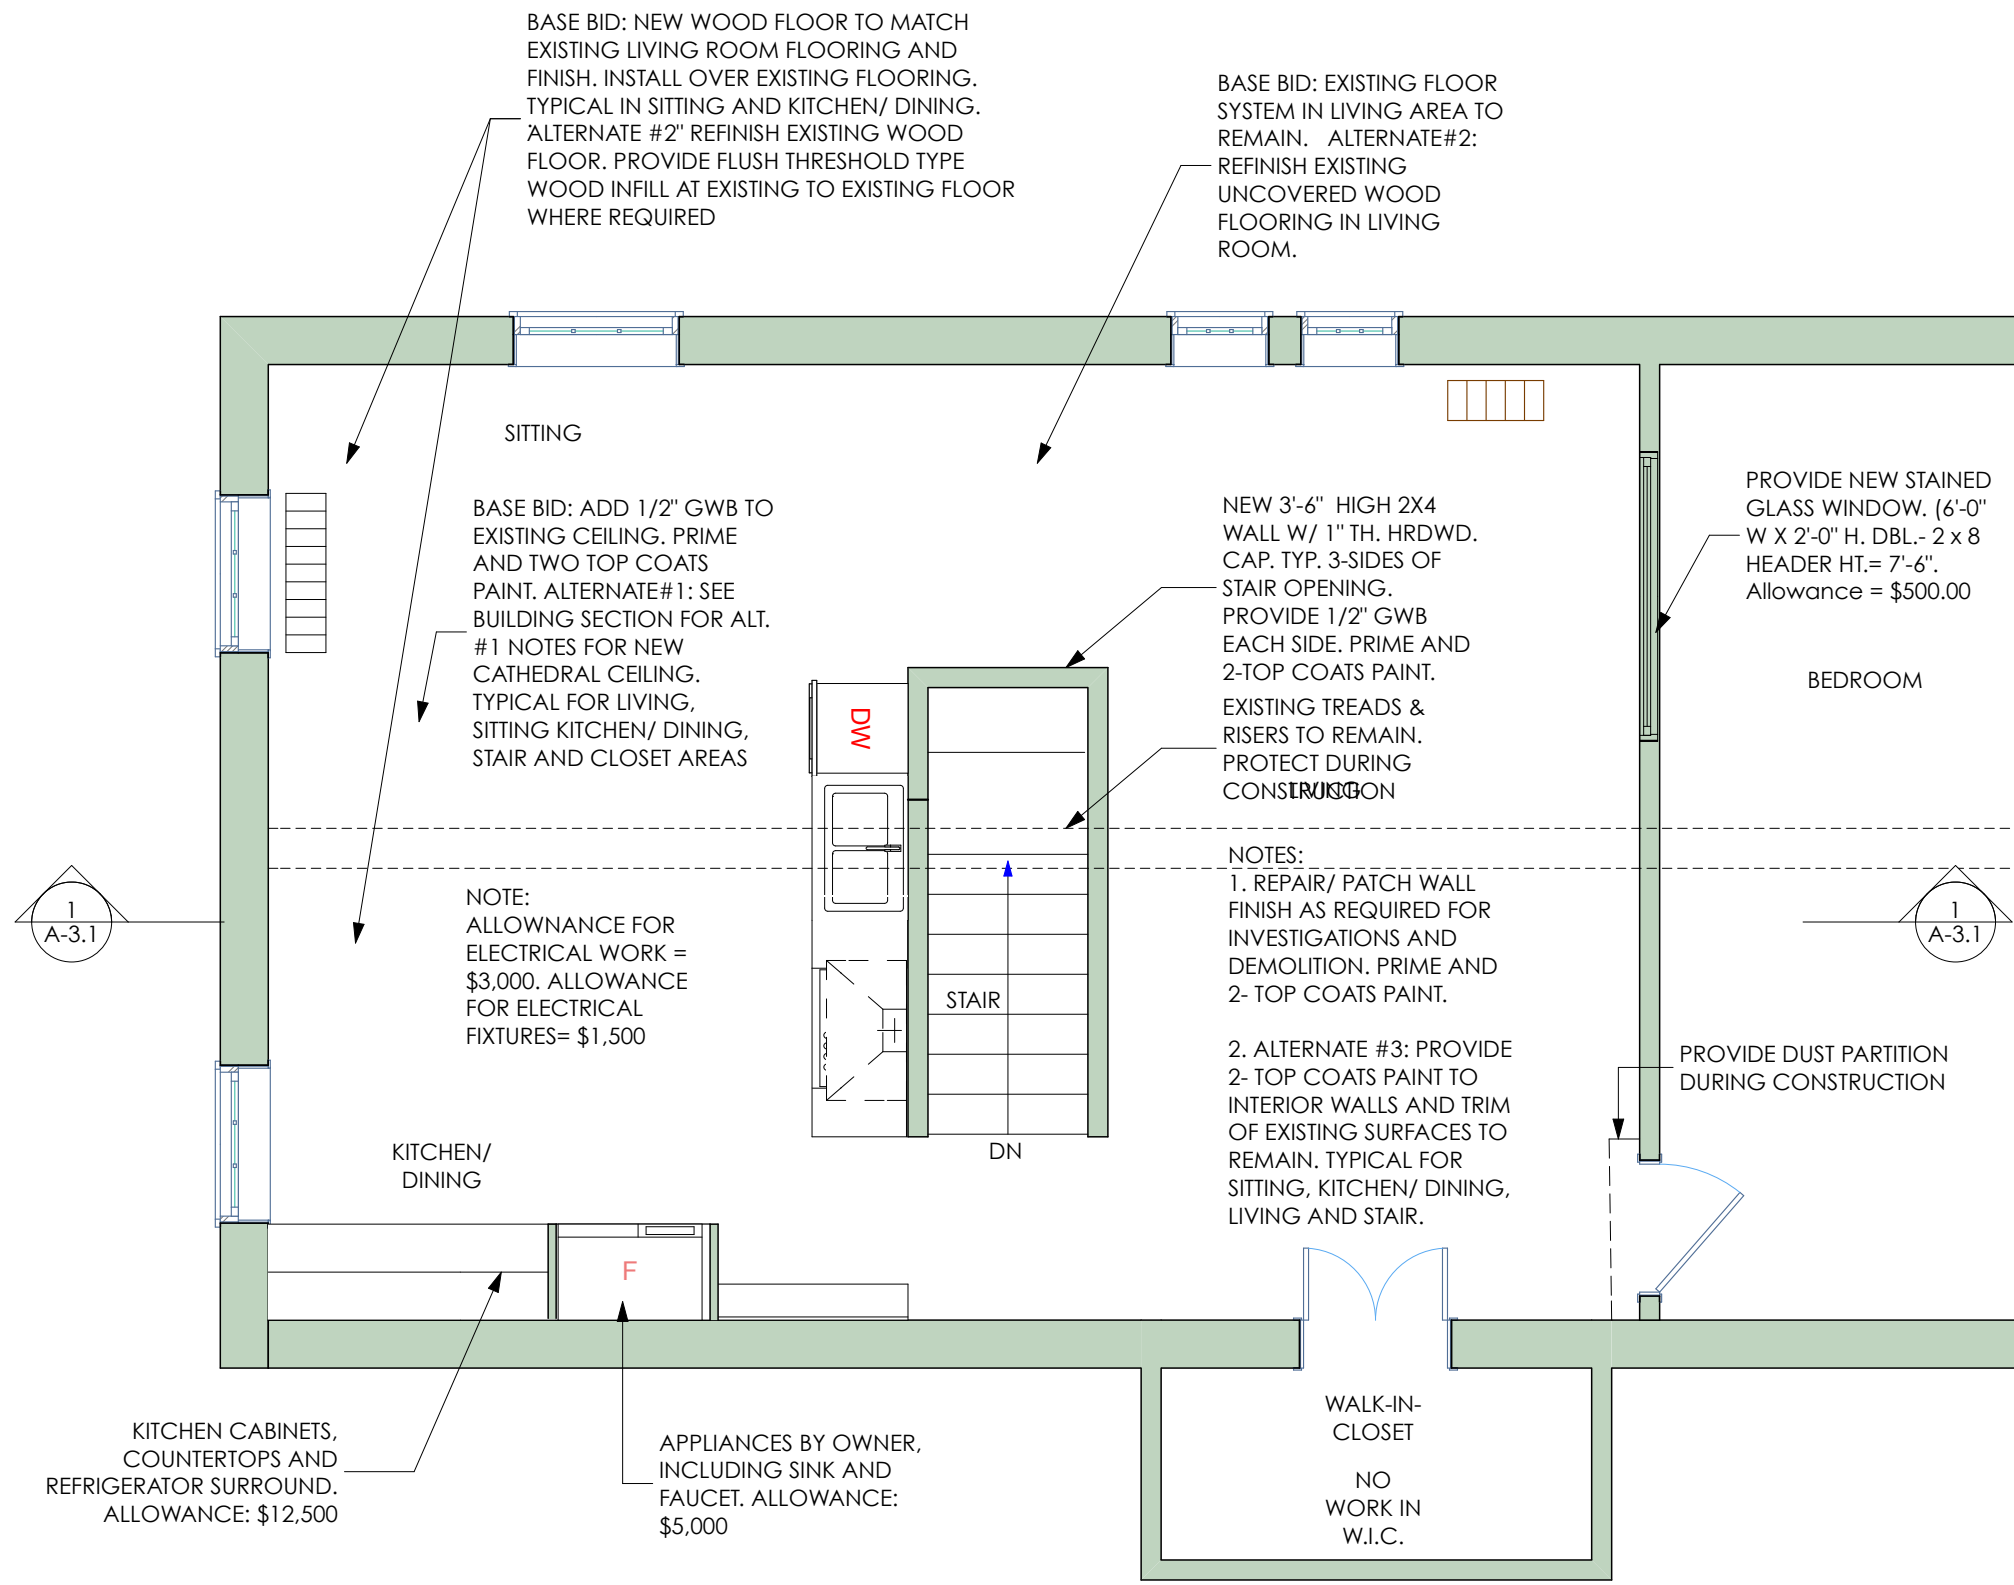 BASE BID: NEW WOOD FLOOR TO MATCH
EXISTING LIVING ROOM FLOORING AND
FINISH. INSTALL OVER EXISTING FLOORING.
TYPICAL IN SITTING AND KITCHEN/ DINING.
ALTERNATE #2" REFINISH EXISTING WOOD
FLOOR. PROVIDE FLUSH THRESHOLD TYPE
WOOD INFILL AT EXISTING TO EXISTING FLOOR
WHERE REQUIRED
BASE BID: EXISTING FLOOR
SYSTEM IN LIVING AREA TO
REMAIN. ALTERNATE#2:
REFINISH EXISTING
UNCOVERED WOOD
FLOORING IN LIVING
ROOM.
SITTING
BASE BID: ADD 1/2" GWB TO
EXISTING CEILING. PRIME
AND TWO TOP COATS
PAINT. ALTERNATE#1: SEE
BUILDING SECTION FOR ALT.
#1 NOTES FOR NEW
CATHEDRAL CEILING.
TYPICAL FOR LIVING,
SITTING KITCHEN/ DINING,
STAIR AND CLOSET AREAS
NEW 3'-6" HIGH 2X4
WALL W/ 1" TH. HRDWD.
CAP. TYP. 3-SIDES OF
STAIR OPENING.
PROVIDE 1/2" GWB
EACH SIDE. PRIME AND
2-TOP COATS PAINT.
EXISTING TREADS &
RISERS TO REMAIN.
PROTECT DURING
CONSTRUCTION
LIVING
PROVIDE NEW STAINED
GLASS WINDOW. (6'-0"
W X 2'-0" H. DBL.- 2 x 8
HEADER HT.= 7'-6".
Allowance = $500.00
BEDROOM
DW
1
A-3.1
NOTE:
ALLOWNANCE FOR
ELECTRICAL WORK =
$3,000. ALLOWANCE
FOR ELECTRICAL
FIXTURES= $1,500
STAIR
DN
NOTES:
1. REPAIR/ PATCH WALL
FINISH AS REQUIRED FOR
INVESTIGATIONS AND
DEMOLITION. PRIME AND
2- TOP COATS PAINT.
2. ALTERNATE #3: PROVIDE
2- TOP COATS PAINT TO
INTERIOR WALLS AND TRIM
OF EXISTING SURFACES TO
REMAIN. TYPICAL FOR
SITTING, KITCHEN/ DINING,
LIVING AND STAIR.
1
A-3.1
PROVIDE DUST PARTITION
DURING CONSTRUCTION
KITCHEN/
DINING
F
KITCHEN CABINETS,
COUNTERTOPS AND
REFRIGERATOR SURROUND.
ALLOWANCE: $12,500
APPLIANCES BY OWNER,
INCLUDING SINK AND
FAUCET. ALLOWANCE:
$5,000
WALK-IN-
CLOSET
NO
WORK IN
W.I.C.